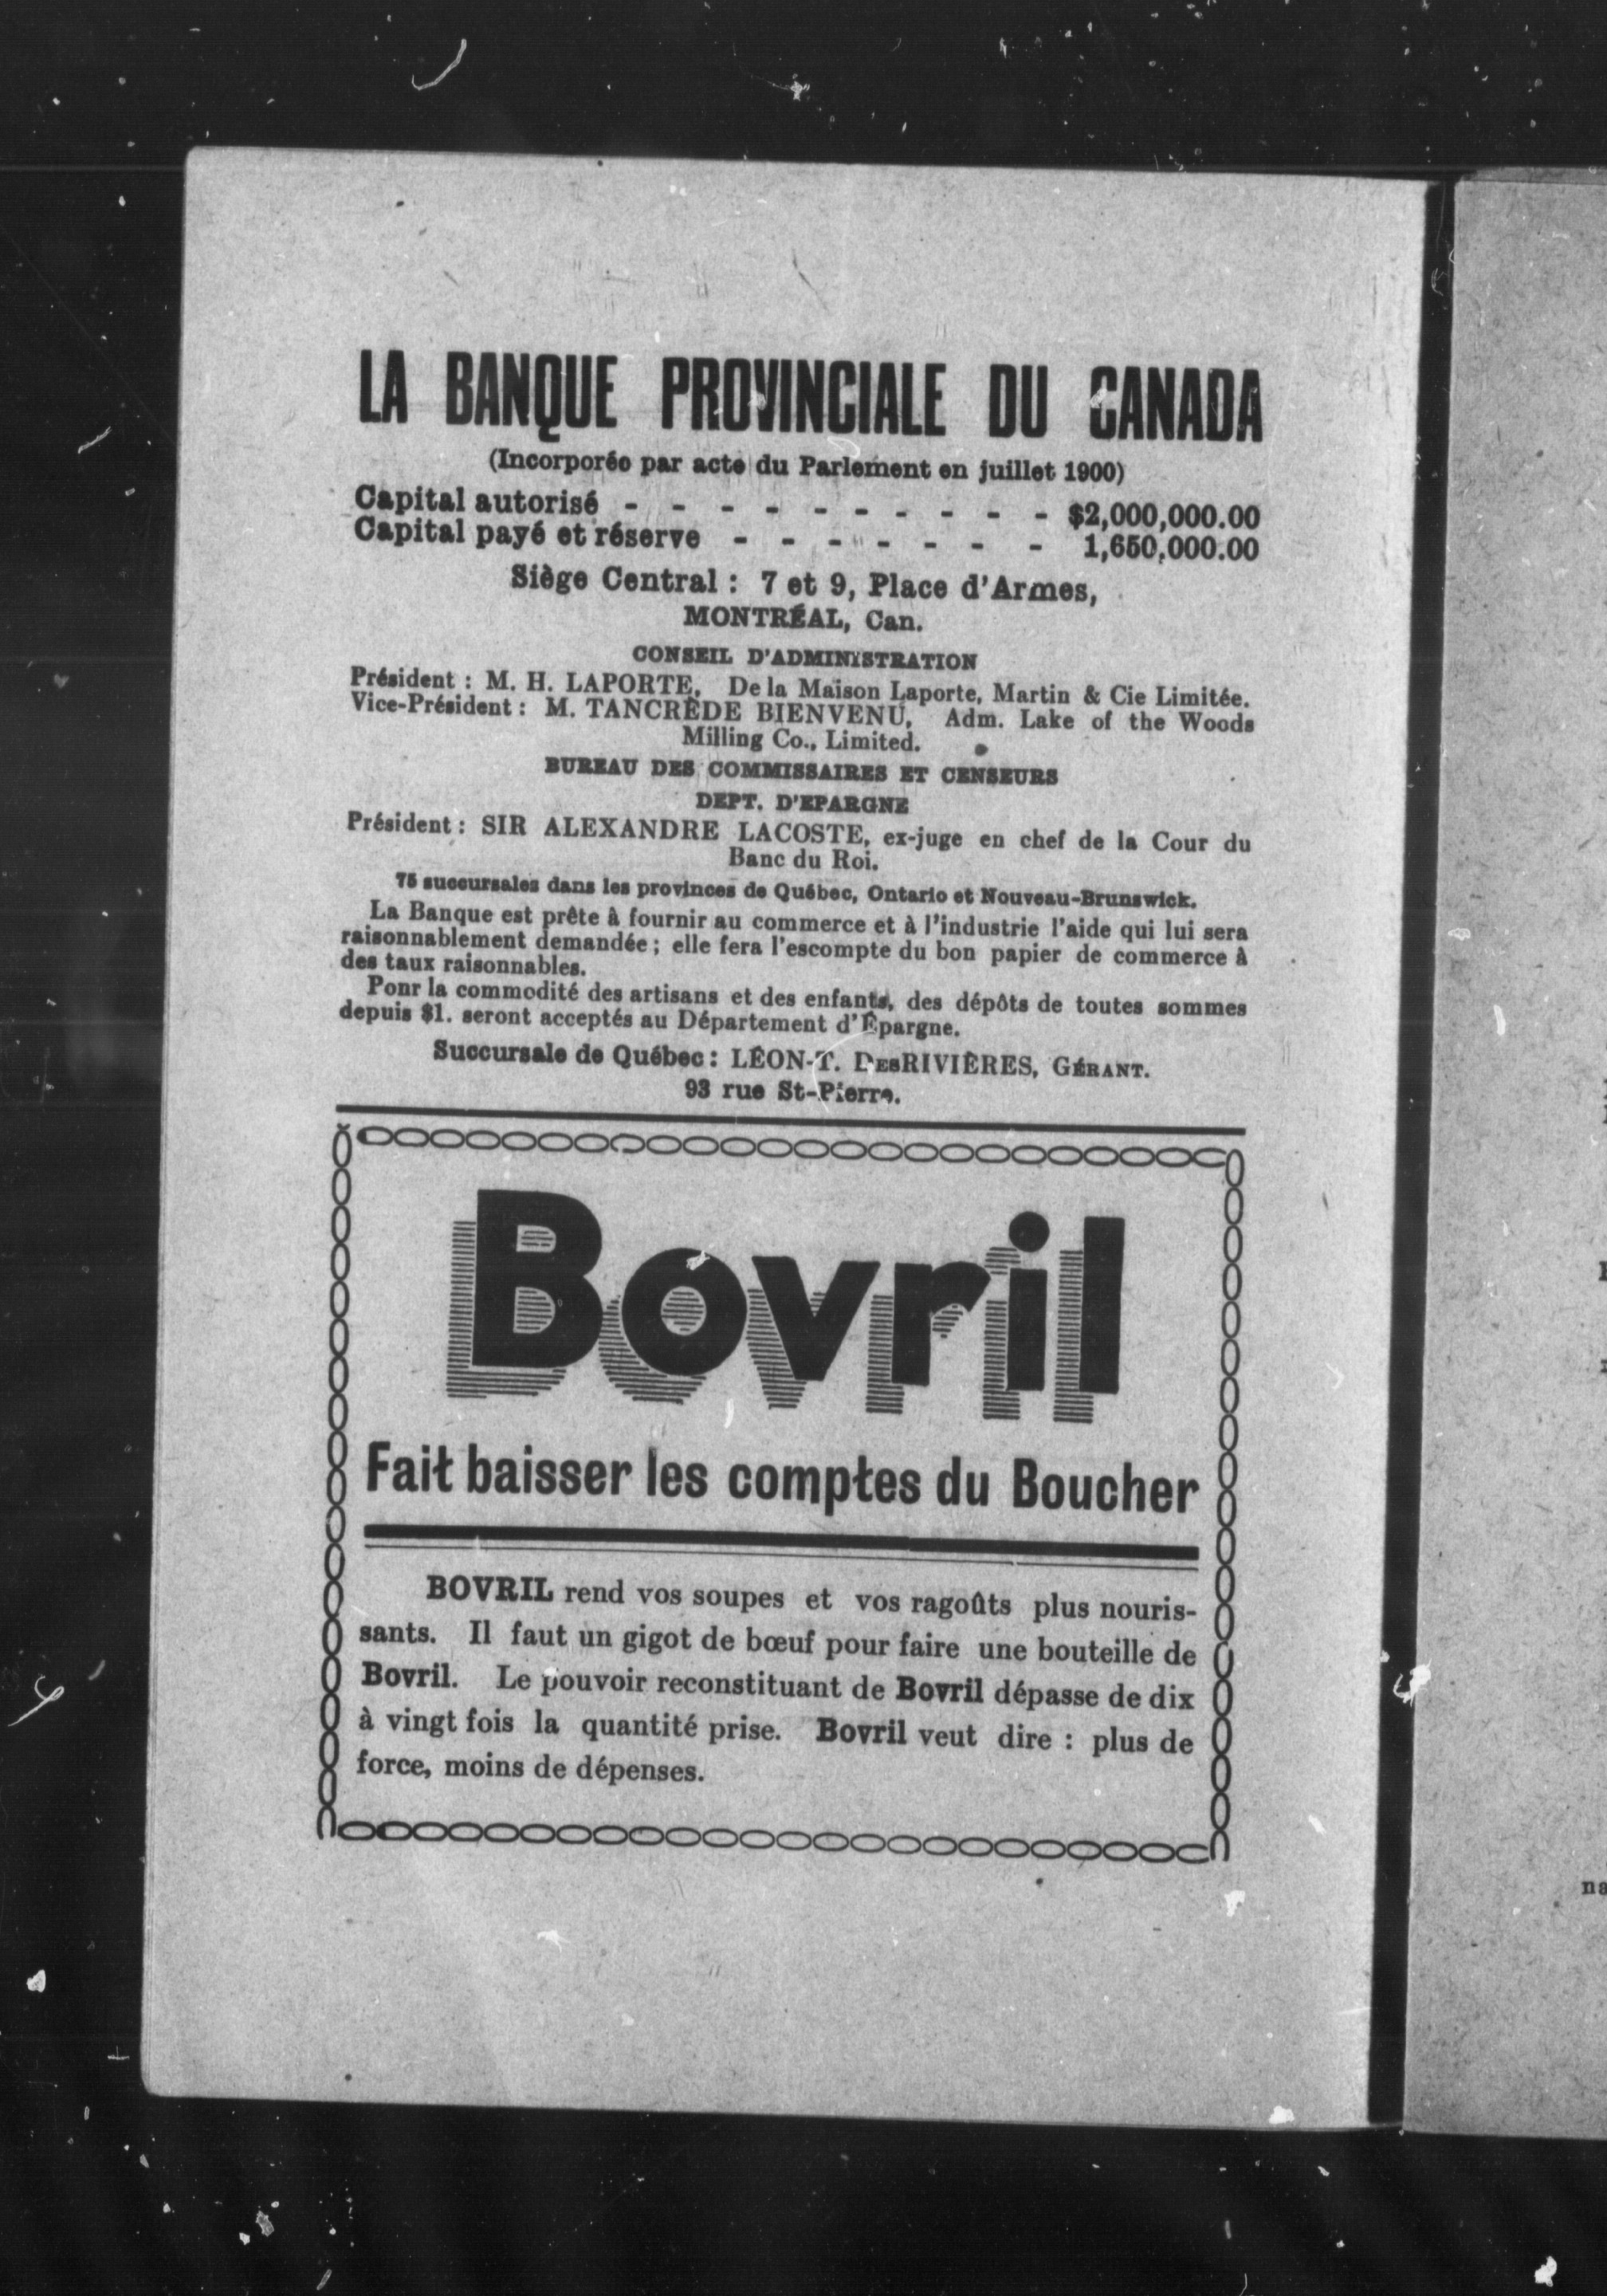 LA BANQUE PROVINCIALE DU CANADA
(Incorporée par acte du Parlement en juillet 1900)
Capital autorisé - - - - - - - - - - $2,000,000.00
Capital payé et réserve - - - - - - - 1,650,000.00
Siège Central : 7 et 9, Place d'Armes,
MONTRÉAL, Can.
CONSEIL D'ADMINISTRATION
Président : M. H. LAPORTE, De la Maison Laporte, Martin & Cie Limitée.
Vice-Président : M. TANCRÈDE BIENVENU, Adm. Lake of the Woods
Milling Co., Limited.
BUREAU DES COMMISSAIRES ET CENSEURS
DEPT. D'EPARGNE
Président : SIR ALEXANDRE LACOSTE, ex-juge en chef de la Cour du
Banc du Roi.
75 succursales dans les provinces de Québec, Ontario et Nouveau-Brunswick.
La Banque est prête à fournir au commerce et à l'industrie l'aide qui lui sera
raisonnablement demandée ; elle fera l'escompte du bon papier de commerce à
des taux raisonnables.
Ponr la commodité des artisans et des enfants, des dépôts de toutes sommes
depuis $1. seront acceptés au Département d'Épargne.
Succursale de Québec : LÉON-T. DESRIVIÈRES, GÉRANT.
93 rue St-Pierre.
Bovril
Fait baisser les comptes du Boucher
BOVRIL rend vos soupes et vos ragoûts plus nouris-
sants. Il faut un gigot de bœuf pour faire une bouteille de
Bovril. Le pouvoir reconstituant de Bovril dépasse de dix
à vingt fois la quantité prise. Bovril veut dire : plus de
force, moins de dépenses.